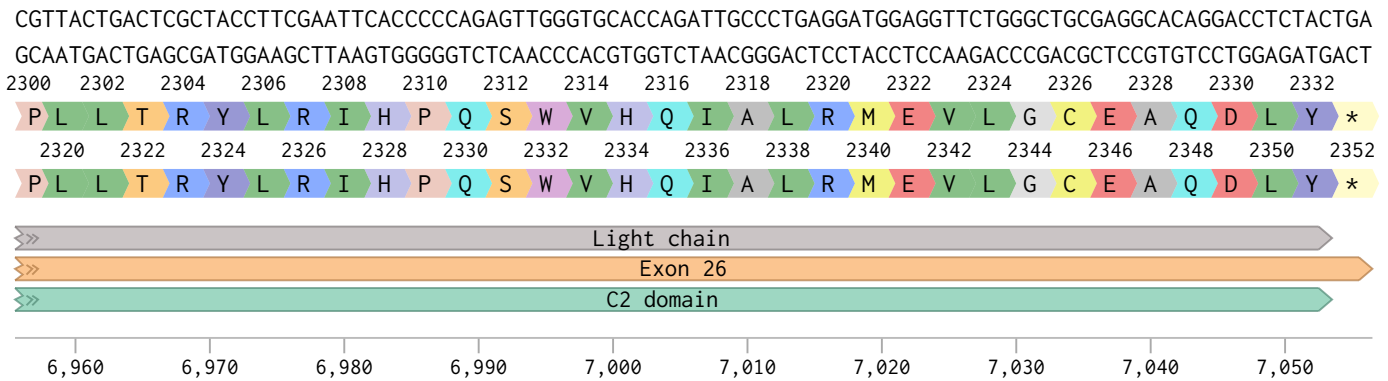 CGTTACTGACTCGCTACCTTCGAATTCACCCCCAGAGTTGGGTGCACCAGATTGCCCTGAGGATGGAGGTTCTGGGCTGCGAGGCACAGGACCTCTACTGA
GCAATGACTGAGCGATGGAAGCTTAAGTGGGGGTCTCAACCCACGTGGTCTAACGGGACTCCTACCTCCAAGACCCGACGCTCCGTGTCCTGGAGATGACT
2300 2302 2304 2306 2308 2310 2312 2314 2316 2318 2320 2322 2324 2326 2328 2330 2332
P L L T R Y L R I H P Q S W V H Q I A L R M E V L G C E A Q D L Y *
2320 2322 2324 2326 2328 2330 2332 2334 2336 2338 2340 2342 2344 2346 2348 2350 2352
P L L T R Y L R I H P Q S W V H Q I A L R M E V L G C E A Q D L Y *
Light chain
Exon 26
C2 domain
6,960 6,970 6,980 6,990 7,000 7,010 7,020 7,030 7,040 7,050